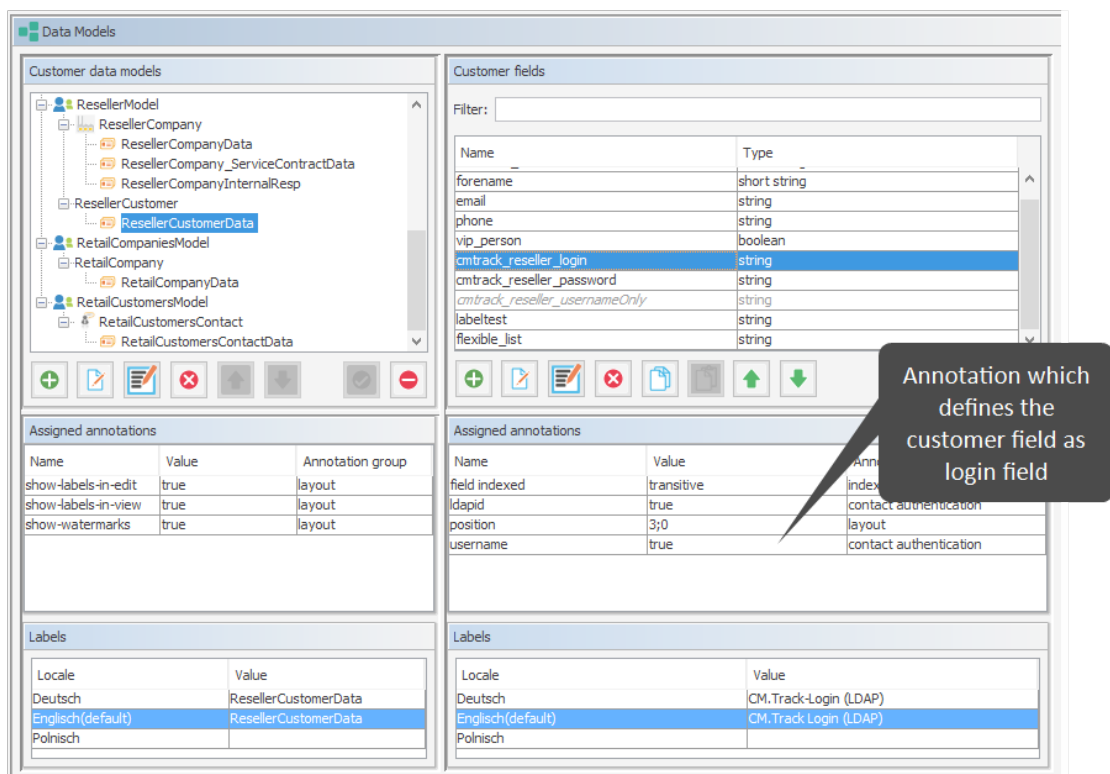 Data Models
Customer data models
ResellerModel
ResellerCompany
ResellerCompanyData
ResellerCompany_ServiceContractData
ResellerCompanyInternalResp
ResellerCustomer
ResellerCustomerData
RetailCompaniesModel
RetailCompany
RetailCompanyData
RetailCustomersModel
RetailCustomersContact
RetailCustomersContactData
Customer fields
Filter:
Name Type
forename short string
email string
phone string
vip_person boolean
cmtrack_reseller_login string
cmtrack_reseller_password string
cmtrack_reseller_usernameOnly string
labeltest string
flexible_list string
Annotation which
defines the
customer field as
login field
Assigned annotations
Name Value Annotation group
show-labels-in-edit true layout
show-labels-in-view true layout
show-watermarks true layout
Assigned annotations
Name Value
field indexed transitive
ldapid true contact authentication
position 3;0 layout
username true contact authentication
Labels
Locale Value
Deutsch ResellerCustomerData
Englisch(default) ResellerCustomerData
Polnisch
Labels
Locale Value
Deutsch CM.Track-Login (LDAP)
Englisch(default) CM.Track Login (LDAP)
Polnisch